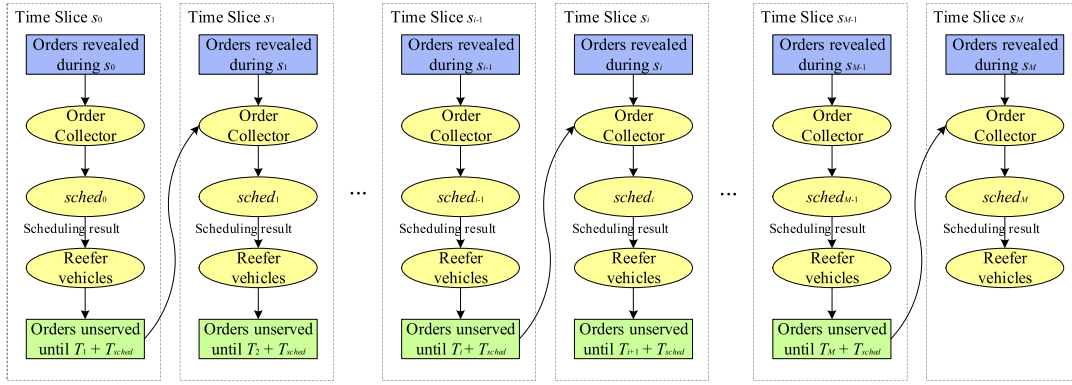 Time Slice s0
Orders revealed
during s0
Order
Collector
sched0
Scheduling result
Reefer
vehicles
Orders unserved
until T1 + Tsched
Time Slice s1
Orders revealed
during s1
Order
Collector
sched1
Scheduling result
Reefer
vehicles
Orders unserved
until T2 + Tsched
...
Time Slice si-1
Orders revealed
during si-1
Order
Collector
schedi-1
Scheduling result
Reefer
vehicles
Orders unserved
until Ti + Tsched
Time Slice si
Orders revealed
during si
Order
Collector
schedi
Scheduling result
Reefer
vehicles
Orders unserved
until Ti+1 + Tsched
...
Time Slice sM-1
Orders revealed
during sM-1
Order
Collector
schedM-1
Scheduling result
Reefer
vehicles
Orders unserved
until TM + Tsched
Time Slice sM
Orders revealed
during sM
Order
Collector
schedM
Scheduling result
Reefer
vehicles